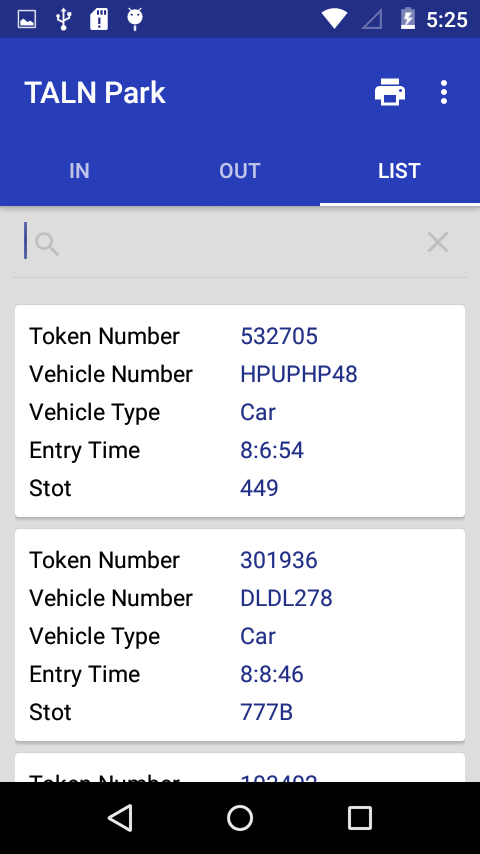 5:25
TALN Park
IN OUT LIST
Token Number 532705
Vehicle Number HPUPHP48
Vehicle Type Car
Entry Time 8:6:54
Stot 449
Token Number 301936
Vehicle Number DLDL278
Vehicle Type Car
Entry Time 8:8:46
Stot 777B
Token Number